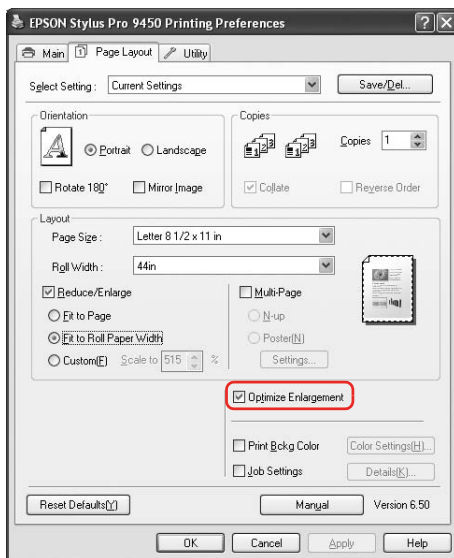 EPSON Stylus Pro 9450 Printing Preferences
Main Page Layout Utility
Select Setting : Current Settings Save/Del...
Orientation Copies
Portrait Landscape Copies 1
Rotate 180° Mirror Image Collate Reverse Order
Layout
Page Size : Letter 8 1/2 x 11 in
Roll Width : 44in
Reduce/Enlarge Multi-Page
Fit to Page N-up
Fit to Roll Paper Width Poster(N)
Custom(F) Scale to 515 % Settings...
Optimize Enlargement
Print Bckg Color Color Settings(H)...
Job Settings Details(K)...
Reset Defaults(Y) Manual Version 6.50
OK Cancel Apply Help